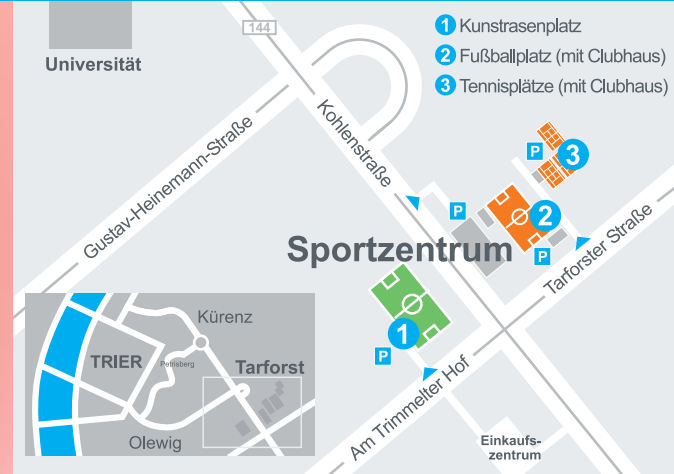 144
Universität
1 Kunstrasenplatz
2 Fußballplatz (mit Clubhaus)
3 Tennisplätze (mit Clubhaus)
Gustav-Heinemann-Straße
Kohlenstraße
P
3
P
2
Sportzentrum
P
Tarforster Straße
1
P
Am Trimmelter Hof
Einkaufs-
zentrum
Kürenz
TRIER
Petrisberg
Tarforst
Olewig